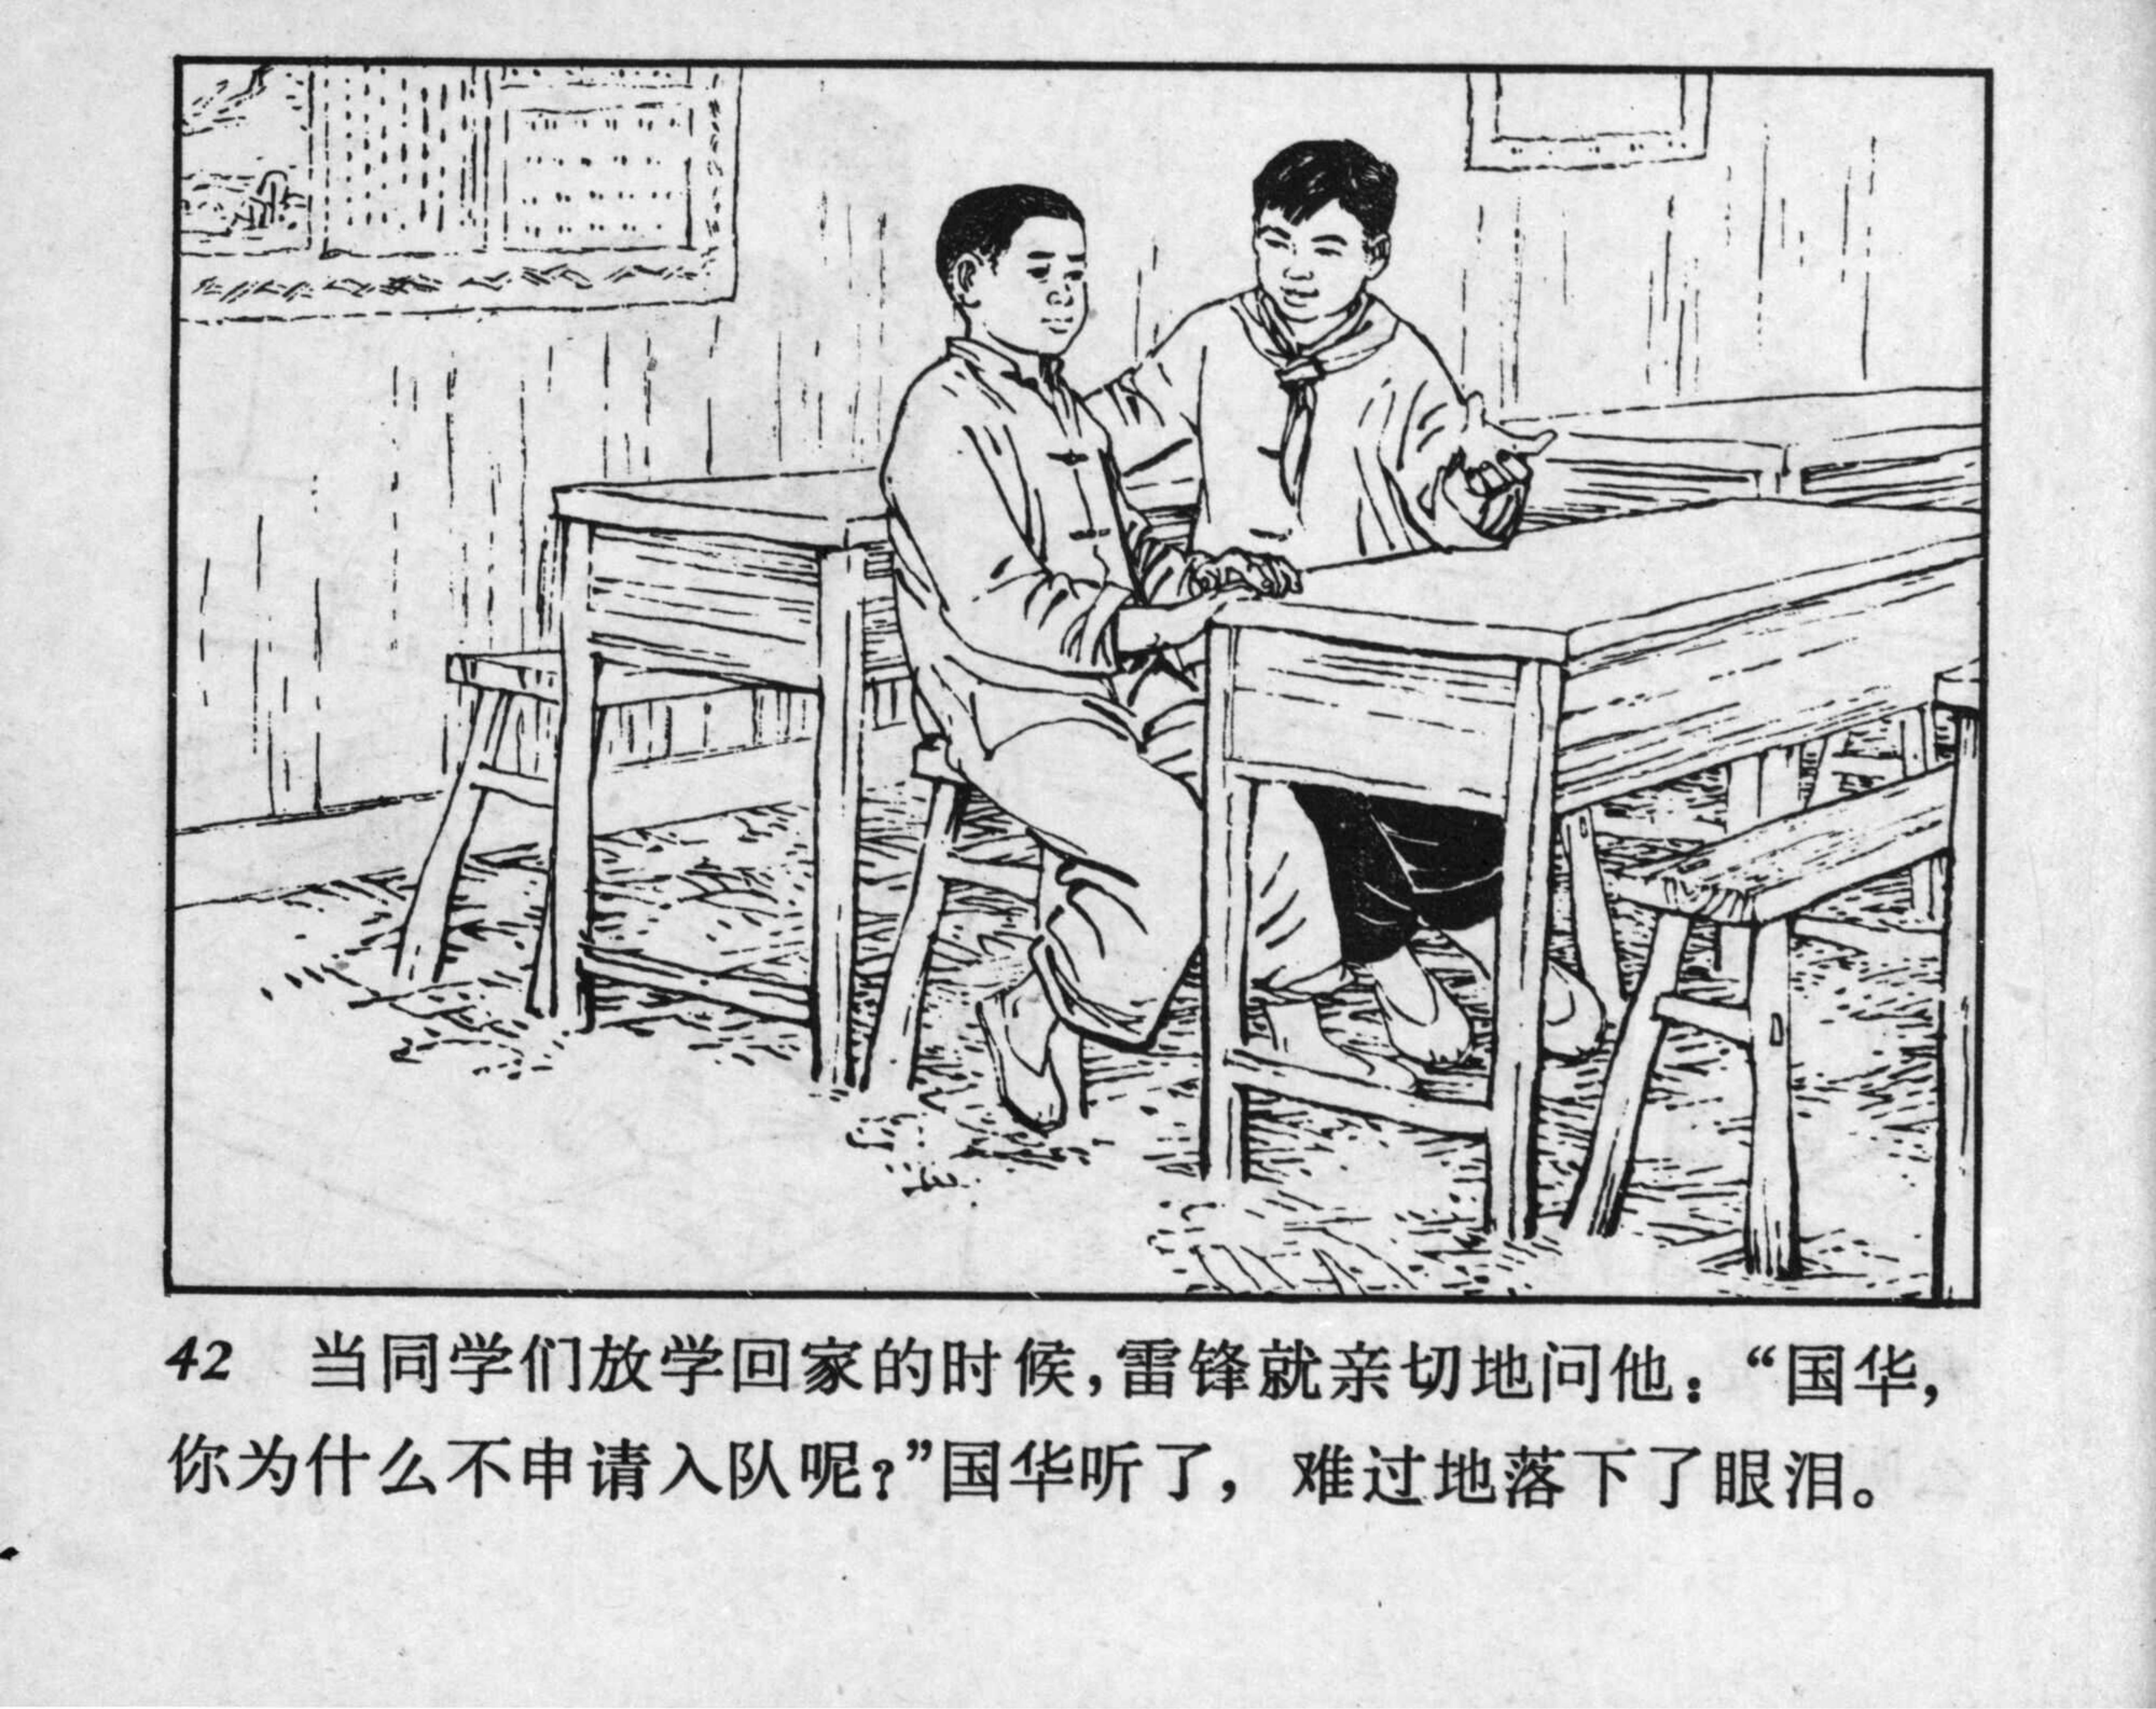 42 当同学们放学回家的时候，雷锋就亲切地问他：“国华，
你为什么不申请入队呢？”国华听了，难过地落下了眼泪。